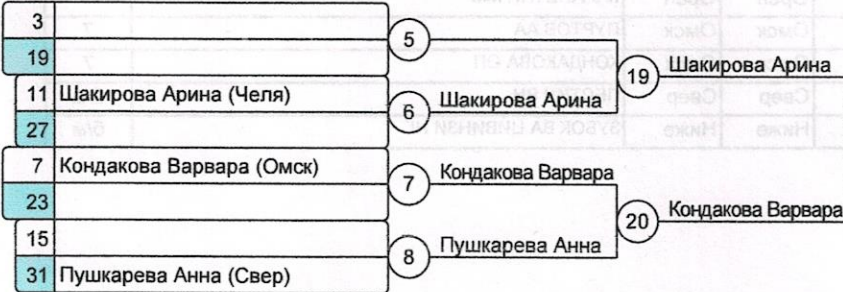 3
5
19
19 Шакирова Арина
11 Шакирова Арина (Челя)
6 Шакирова Арина
27
7 Кондакова Варвара (Омск)
7 Кондакова Варвара
23
20 Кондакова Варвара
15
8 Пушкарева Анна
31 Пушкарева Анна (Свер)